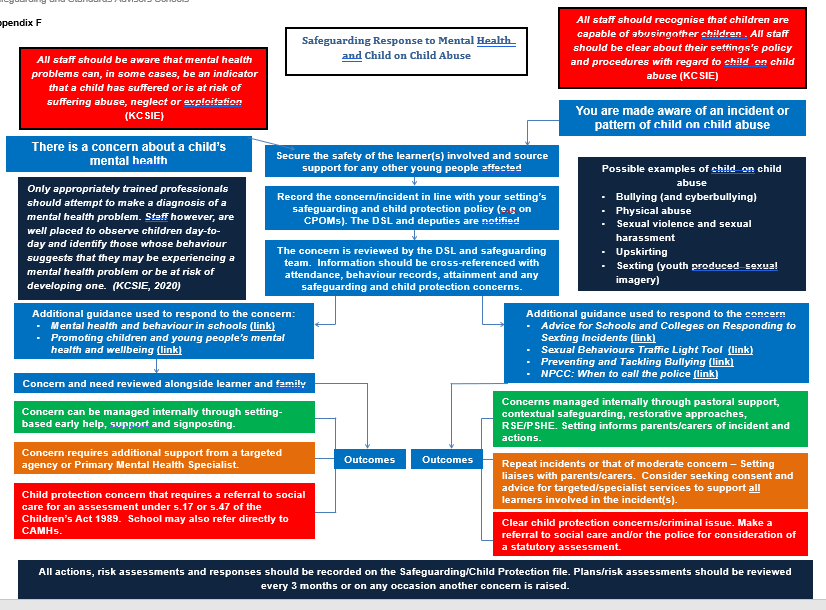 feguarding and Standards Advisors Schools
ppendix F
Safeguarding Response to Mental Health
and Child on Child Abuse
All staff should recognise that children are
capable of abusingother children . All staff
should be clear about their settings's policy
and procedures with regard to child on child
abuse (KCSIE)
All staff should be aware that mental health
problems can, in some cases, be an indicator
that a child has suffered or is at risk of
suffering abuse, neglect or exploitation
(KCSIE)
You are made aware of an incident or
pattern of child on child abuse
There is a concern about a child's
mental health
Secure the safety of the learner(s) involved and source
support for any other young people affected
Only appropriately trained professionals
should attempt to make a diagnosis of a
mental health problem. Staff however, are
well placed to observe children day-to-
day and identify those whose behaviour
suggests that they may be experiencing a
mental health problem or be at risk of
developing one. (KCSIE, 2020)
Record the concern/incident in line with your setting's
safeguarding and child protection policy (eg on
CPOMs). The DSL and deputies are notified
Possible examples of child on child
abuse
• Bullying (and cyberbullying)
• Physical abuse
• Sexual violence and sexual
harassment
• Upskirting
• Sexting (youth produced sexual
imagery)
The concern is reviewed by the DSL and safeguarding
team. Information should be cross-referenced with
attendance, behaviour records, attainment and any
safeguarding and child protection concerns.
Additional guidance used to respond to the concern:
• Mental health and behaviour in schools (link)
• Promoting children and young people's mental
health and wellbeing (link)
Additional guidance used to respond to the concern
• Advice for Schools and Colleges on Responding to
Sexting Incidents (link)
• Sexual Behaviours Traffic Light Tool (link)
• Preventing and Tackling Bullying (link)
• NPCC: When to call the police (link)
Concern and need reviewed alongside learner and family
Concern can be managed internally through setting-
based early help, support and signposting.
Concern requires additional support from a targeted
agency or Primary Mental Health Specialist.
Child protection concern that requires a referral to social
care for an assessment under s.17 or s.47 of the
Children's Act 1989. School may also refer directly to
CAMHs.
Outcomes
Outcomes
Concerns managed internally through pastoral support,
contextual safeguarding, restorative approaches,
RSE/PSHE. Setting informs parents/carers of incident and
actions.
Repeat incidents or that of moderate concern – Setting
liaises with parents/carers. Consider seeking consent and
advice for targeted/specialist services to support all
learners involved in the incident(s).
Clear child protection concerns/criminal issue. Make a
referral to social care and/or the police for consideration of
a statutory assessment.
All actions, risk assessments and responses should be recorded on the Safeguarding/Child Protection file. Plans/risk assessments should be reviewed
every 3 months or on any occasion another concern is raised.